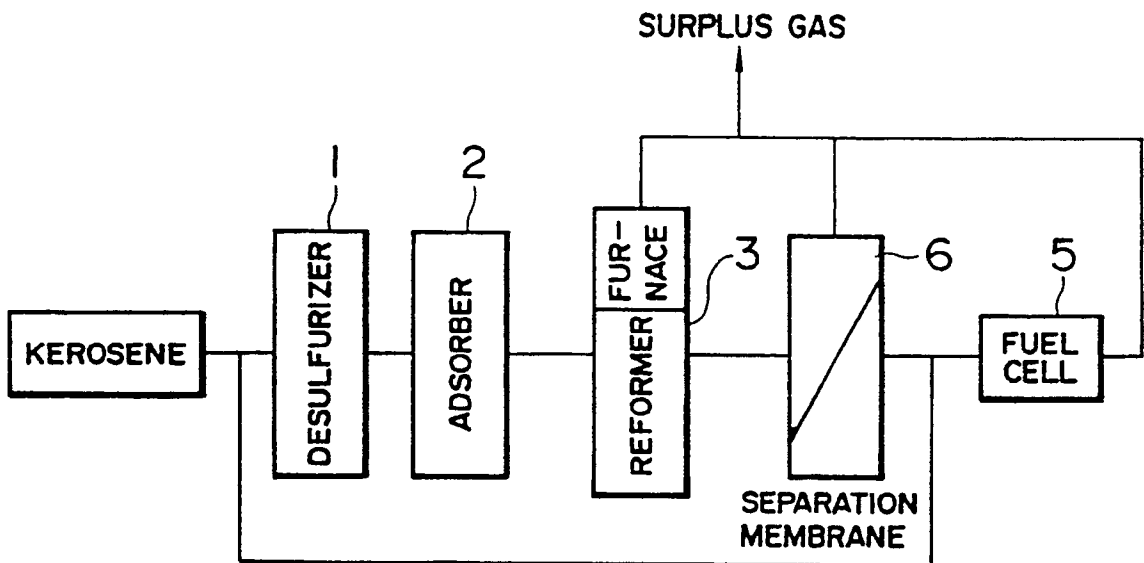 SURPLUS GAS
1
2
3
6
5
KEROSENE
DESULFURIZER
ADSORBER
FUR-
NACE
REFORMER
FUEL
CELL
SEPARATION
MEMBRANE